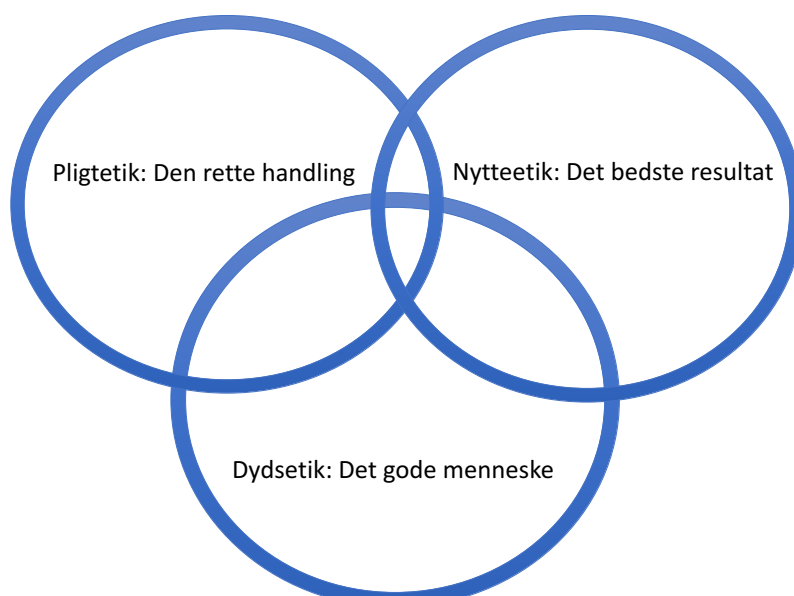 Pligtetik: Den rette handling
Nytteetik: Det bedste resultat
Dydsetik: Det gode menneske